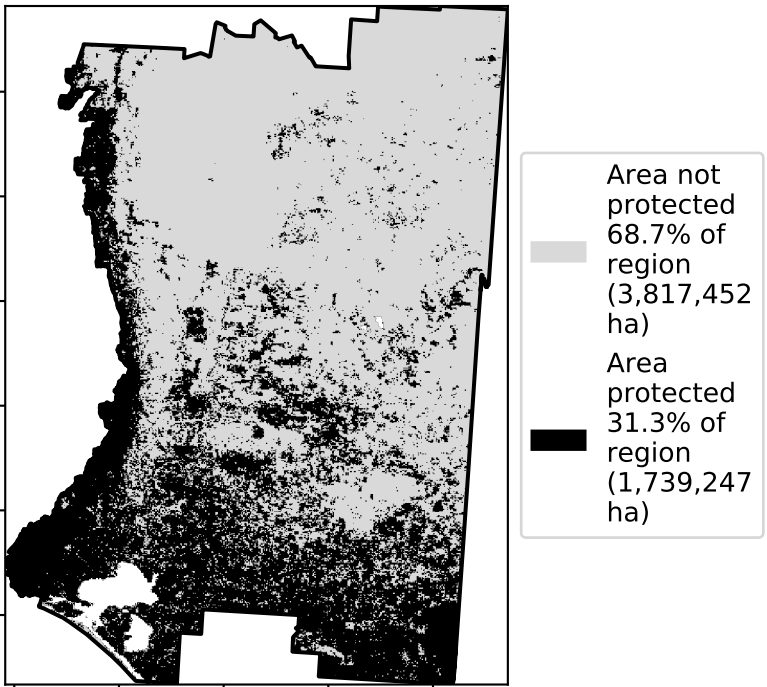 Area not
protected
68.7% of
region
(3,817,452
ha)
Area
protected
31.3% of
region
(1,739,247
ha)